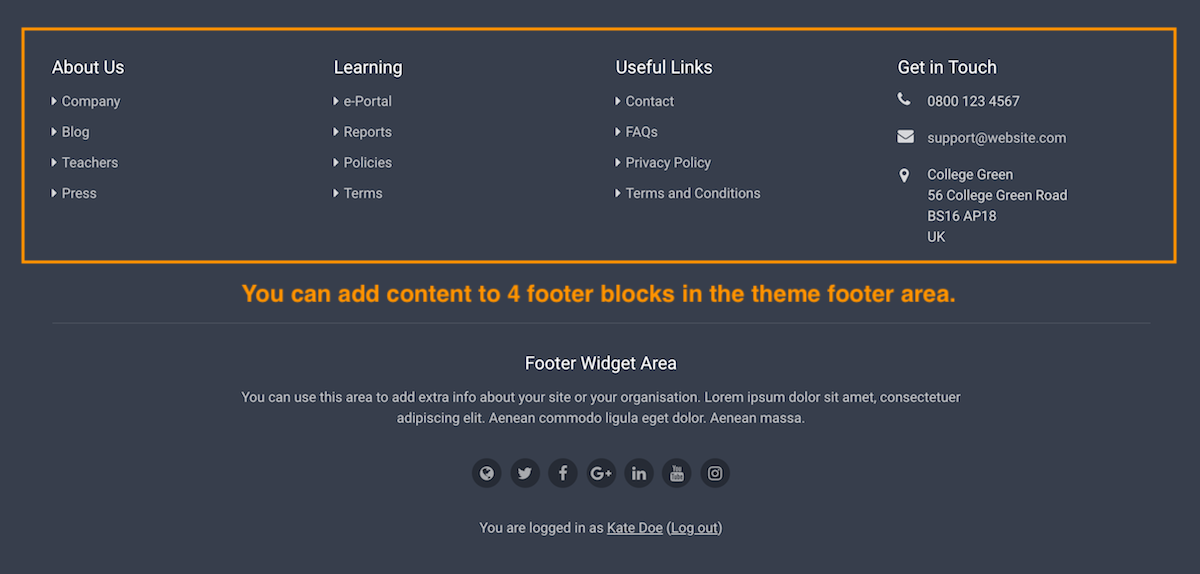 About Us
Company
Blog
Teachers
Press
Learning
e-Portal
Reports
Policies
Terms
Useful Links
Contact
FAQs
Privacy Policy
Terms and Conditions
Get in Touch
0800 123 4567
support@website.com
College Green
56 College Green Road
BS16 AP18
UK
You can add content to 4 footer blocks in the theme footer area.
Footer Widget Area
You can use this area to add extra info about your site or your organisation. Lorem ipsum dolor sit amet, consectetuer
adipiscing elit. Aenean commodo ligula eget dolor. Aenean massa.
G+ in You Tube
You are logged in as Kate Doe (Log out)